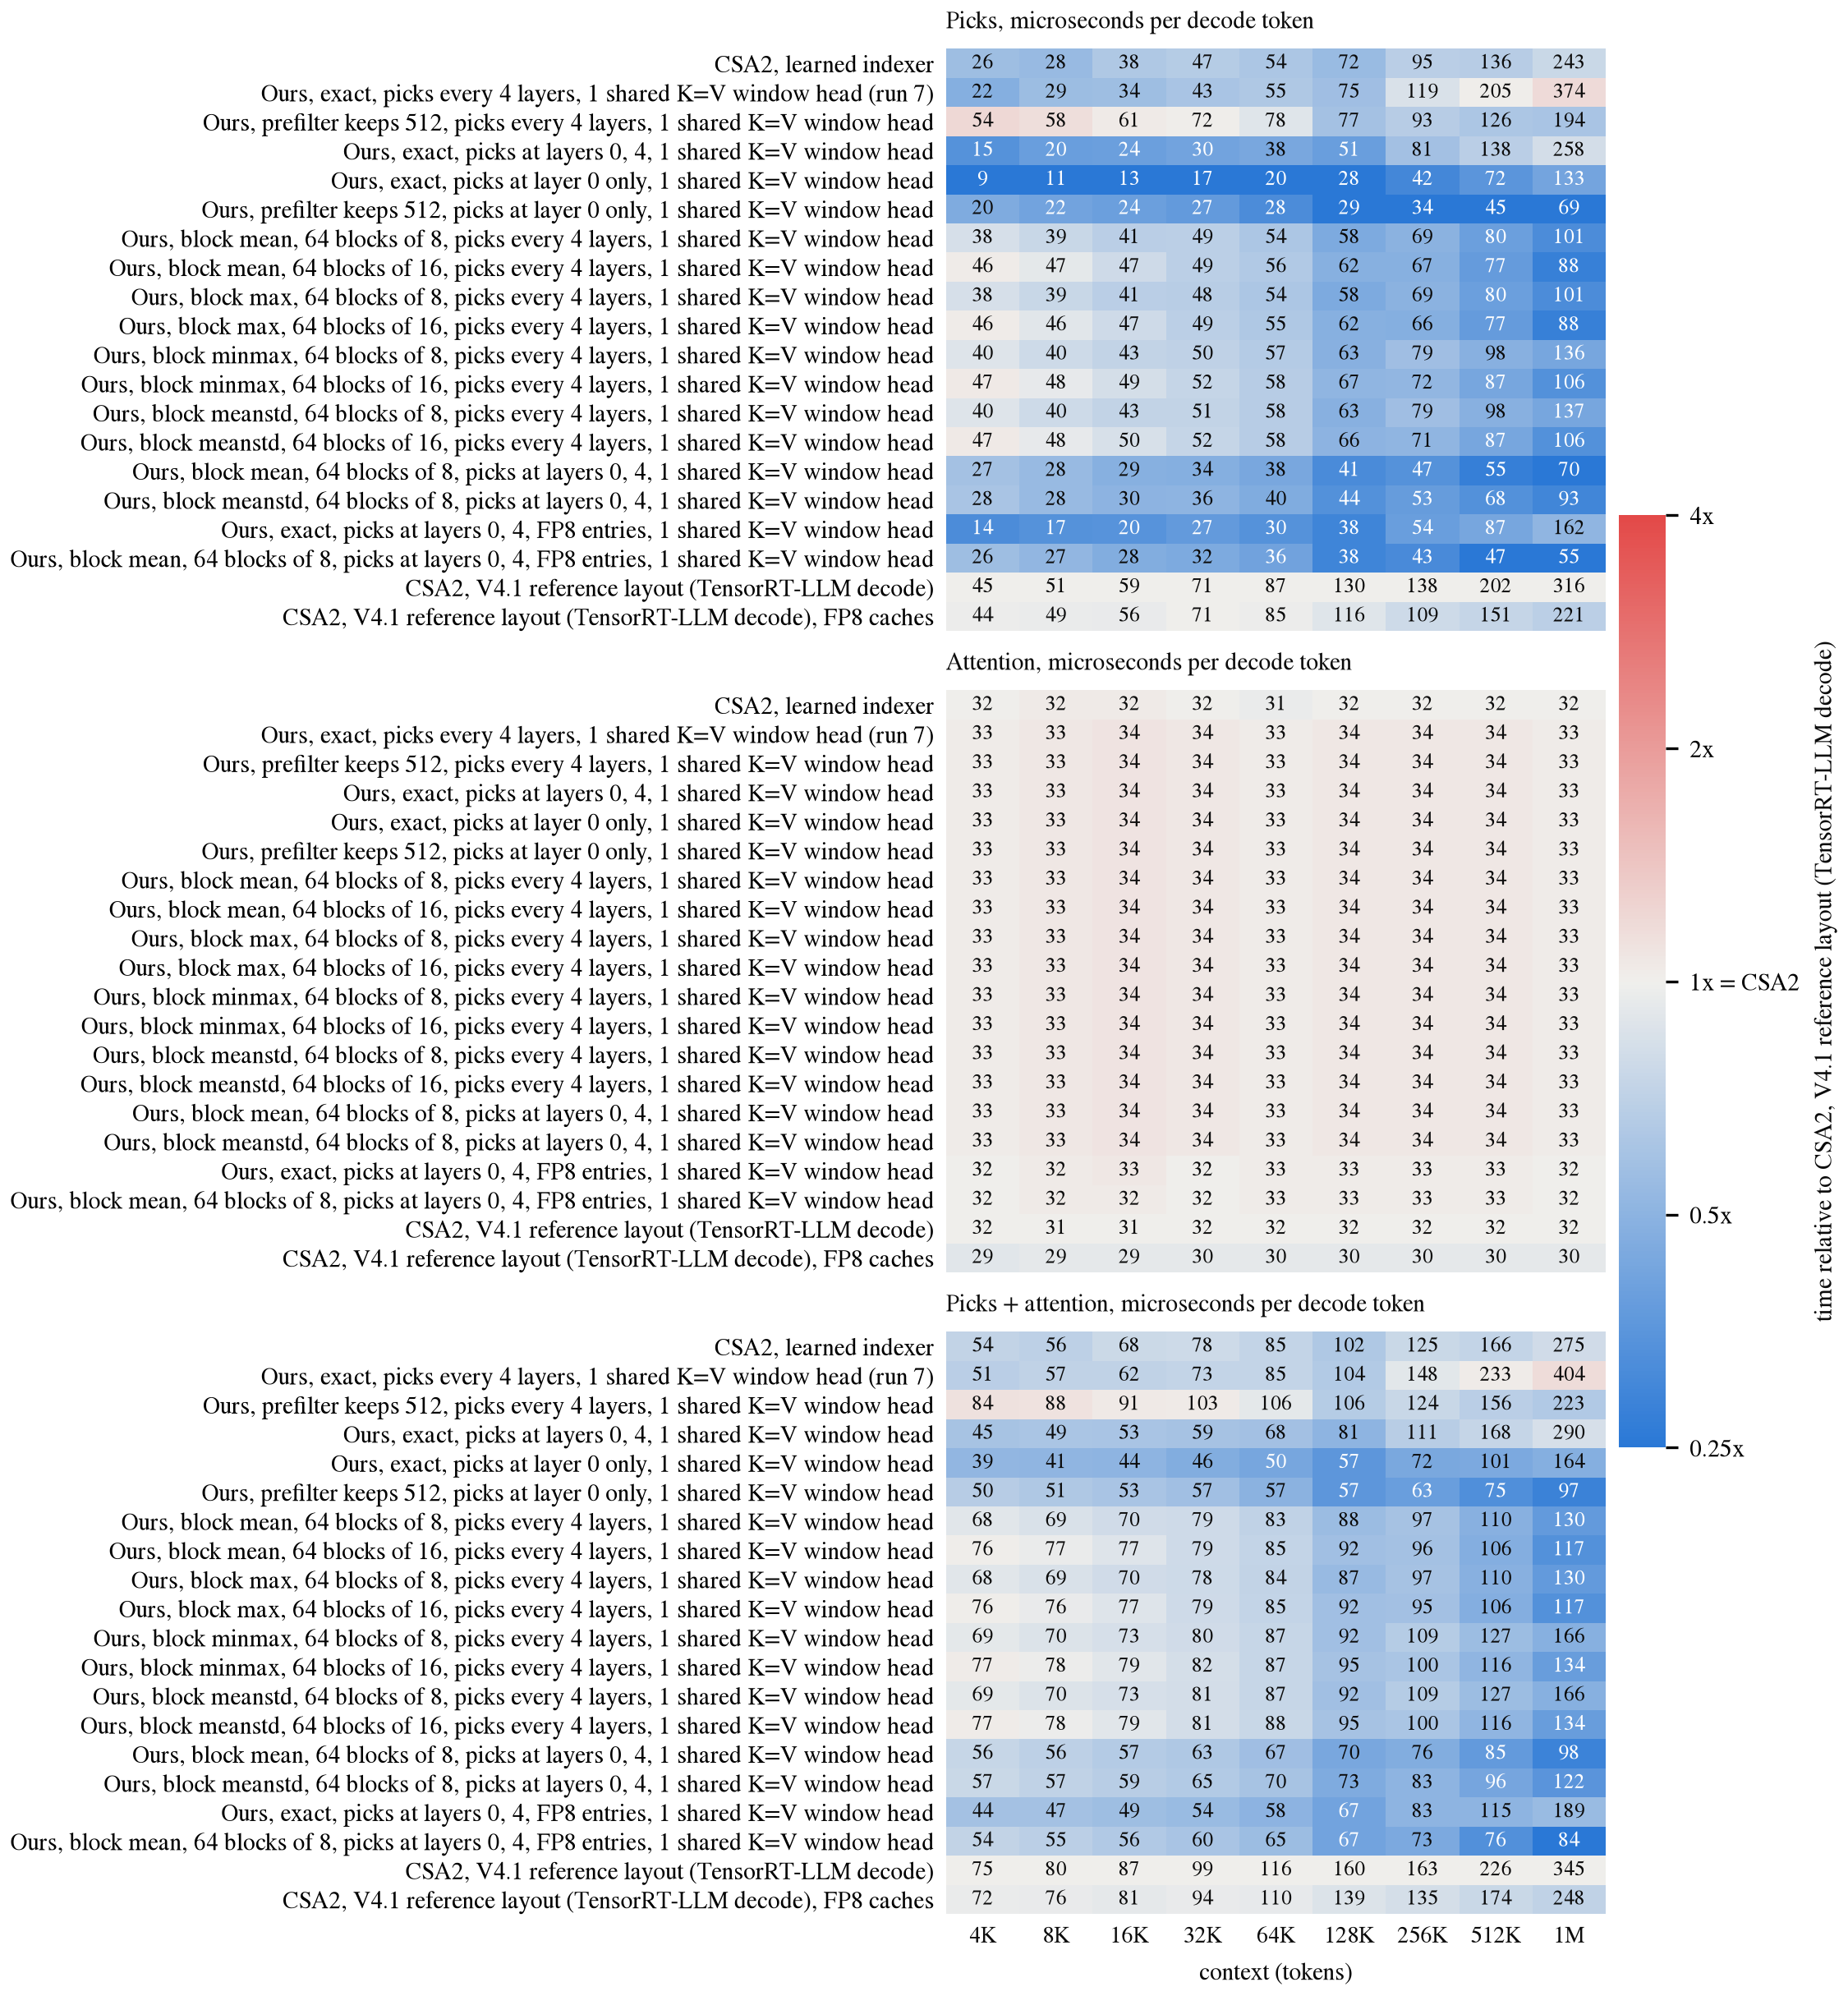 Picks, microseconds per decode token
CSA2, learned indexer 26 28 38 47 54 72 95 136 243
Ours, exact, picks every 4 layers, 1 shared K=V window head (run 7) 22 29 34 43 55 75 119 205 374
Ours, prefilter keeps 512, picks every 4 layers, 1 shared K=V window head 54 58 61 72 78 77 93 126 194
Ours, exact, picks at layers 0, 4, 1 shared K=V window head 15 20 24 30 38 51 81 138 258
Ours, exact, picks at layer 0 only, 1 shared K=V window head 9 11 13 17 20 28 42 72 133
Ours, prefilter keeps 512, picks at layer 0 only, 1 shared K=V window head 20 22 24 27 28 29 34 45 69
Ours, block mean, 64 blocks of 8, picks every 4 layers, 1 shared K=V window head 38 39 41 49 54 58 69 80 101
Ours, block mean, 64 blocks of 16, picks every 4 layers, 1 shared K=V window head 46 47 47 49 56 62 67 77 88
Ours, block max, 64 blocks of 8, picks every 4 layers, 1 shared K=V window head 38 39 41 48 54 58 69 80 101
Ours, block max, 64 blocks of 16, picks every 4 layers, 1 shared K=V window head 46 46 47 49 55 62 66 77 88
Ours, block minmax, 64 blocks of 8, picks every 4 layers, 1 shared K=V window head 40 40 43 50 57 63 79 98 136
Ours, block minmax, 64 blocks of 16, picks every 4 layers, 1 shared K=V window head 47 48 49 52 58 67 72 87 106
Ours, block meanstd, 64 blocks of 8, picks every 4 layers, 1 shared K=V window head 40 40 43 51 58 63 79 98 137
Ours, block meanstd, 64 blocks of 16, picks every 4 layers, 1 shared K=V window head 47 48 50 52 58 66 71 87 106
Ours, block mean, 64 blocks of 8, picks at layers 0, 4, 1 shared K=V window head 27 28 29 34 38 41 47 55 70
Ours, block meanstd, 64 blocks of 8, picks at layers 0, 4, 1 shared K=V window head 28 28 30 36 40 44 53 68 93
Ours, exact, picks at layers 0, 4, FP8 entries, 1 shared K=V window head 14 17 20 27 30 38 54 87 162
Ours, block mean, 64 blocks of 8, picks at layers 0, 4, FP8 entries, 1 shared K=V window head 26 27 28 32 36 38 43 47 55
CSA2, V4.1 reference layout (TensorRT-LLM decode) 45 51 59 71 87 130 138 202 316
CSA2, V4.1 reference layout (TensorRT-LLM decode), FP8 caches 44 49 56 71 85 116 109 151 221
Attention, microseconds per decode token
CSA2, learned indexer 32 32 32 32 31 32 32 32 32
Ours, exact, picks every 4 layers, 1 shared K=V window head (run 7) 33 33 34 34 33 34 34 34 33
Ours, prefilter keeps 512, picks every 4 layers, 1 shared K=V window head 33 33 34 34 33 34 34 34 33
Ours, exact, picks at layers 0, 4, 1 shared K=V window head 33 33 34 34 33 34 34 34 33
Ours, exact, picks at layer 0 only, 1 shared K=V window head 33 33 34 34 33 34 34 34 33
Ours, prefilter keeps 512, picks at layer 0 only, 1 shared K=V window head 33 33 34 34 33 34 34 34 33
Ours, block mean, 64 blocks of 8, picks every 4 layers, 1 shared K=V window head 33 33 34 34 33 34 34 34 33
Ours, block mean, 64 blocks of 16, picks every 4 layers, 1 shared K=V window head 33 33 34 34 33 34 34 34 33
Ours, block max, 64 blocks of 8, picks every 4 layers, 1 shared K=V window head 33 33 34 34 33 34 34 34 33
Ours, block max, 64 blocks of 16, picks every 4 layers, 1 shared K=V window head 33 33 34 34 33 34 34 34 33
Ours, block minmax, 64 blocks of 8, picks every 4 layers, 1 shared K=V window head 33 33 34 34 33 34 34 34 33
Ours, block minmax, 64 blocks of 16, picks every 4 layers, 1 shared K=V window head 33 33 34 34 33 34 34 34 33
Ours, block meanstd, 64 blocks of 8, picks every 4 layers, 1 shared K=V window head 33 33 34 34 33 34 34 34 33
Ours, block meanstd, 64 blocks of 16, picks every 4 layers, 1 shared K=V window head 33 33 34 34 33 34 34 34 33
Ours, block mean, 64 blocks of 8, picks at layers 0, 4, 1 shared K=V window head 33 33 34 34 33 34 34 34 33
Ours, block meanstd, 64 blocks of 8, picks at layers 0, 4, 1 shared K=V window head 33 33 34 34 33 34 34 34 33
Ours, exact, picks at layers 0, 4, FP8 entries, 1 shared K=V window head 32 32 33 32 33 33 33 33 32
Ours, block mean, 64 blocks of 8, picks at layers 0, 4, FP8 entries, 1 shared K=V window head 32 32 32 32 33 33 33 33 32
CSA2, V4.1 reference layout (TensorRT-LLM decode) 32 31 31 32 32 32 32 32 32
CSA2, V4.1 reference layout (TensorRT-LLM decode), FP8 caches 29 29 29 30 30 30 30 30 30
Picks + attention, microseconds per decode token
CSA2, learned indexer 54 56 68 78 85 102 125 166 275
Ours, exact, picks every 4 layers, 1 shared K=V window head (run 7) 51 57 62 73 85 104 148 233 404
Ours, prefilter keeps 512, picks every 4 layers, 1 shared K=V window head 84 88 91 103 106 106 124 156 223
Ours, exact, picks at layers 0, 4, 1 shared K=V window head 45 49 53 59 68 81 111 168 290
Ours, exact, picks at layer 0 only, 1 shared K=V window head 39 41 44 46 50 57 72 101 164
Ours, prefilter keeps 512, picks at layer 0 only, 1 shared K=V window head 50 51 53 57 57 57 63 75 97
Ours, block mean, 64 blocks of 8, picks every 4 layers, 1 shared K=V window head 68 69 70 79 83 88 97 110 130
Ours, block mean, 64 blocks of 16, picks every 4 layers, 1 shared K=V window head 76 77 77 79 85 92 96 106 117
Ours, block max, 64 blocks of 8, picks every 4 layers, 1 shared K=V window head 68 69 70 78 84 87 97 110 130
Ours, block max, 64 blocks of 16, picks every 4 layers, 1 shared K=V window head 76 76 77 79 85 92 95 106 117
Ours, block minmax, 64 blocks of 8, picks every 4 layers, 1 shared K=V window head 69 70 73 80 87 92 109 127 166
Ours, block minmax, 64 blocks of 16, picks every 4 layers, 1 shared K=V window head 77 78 79 82 87 95 100 116 134
Ours, block meanstd, 64 blocks of 8, picks every 4 layers, 1 shared K=V window head 69 70 73 81 87 92 109 127 166
Ours, block meanstd, 64 blocks of 16, picks every 4 layers, 1 shared K=V window head 77 78 79 81 88 95 100 116 134
Ours, block mean, 64 blocks of 8, picks at layers 0, 4, 1 shared K=V window head 56 56 57 63 67 70 76 85 98
Ours, block meanstd, 64 blocks of 8, picks at layers 0, 4, 1 shared K=V window head 57 57 59 65 70 73 83 96 122
Ours, exact, picks at layers 0, 4, FP8 entries, 1 shared K=V window head 44 47 49 54 58 67 83 115 189
Ours, block mean, 64 blocks of 8, picks at layers 0, 4, FP8 entries, 1 shared K=V window head 54 55 56 60 65 67 73 76 84
CSA2, V4.1 reference layout (TensorRT-LLM decode) 75 80 87 99 116 160 163 226 345
CSA2, V4.1 reference layout (TensorRT-LLM decode), FP8 caches 72 76 81 94 110 139 135 174 248
4K 8K 16K 32K 64K 128K 256K 512K 1M
context (tokens)
4x
2x
1x = CSA2
0.5x
0.25x
time relative to CSA2, V4.1 reference layout (TensorRT-LLM decode)